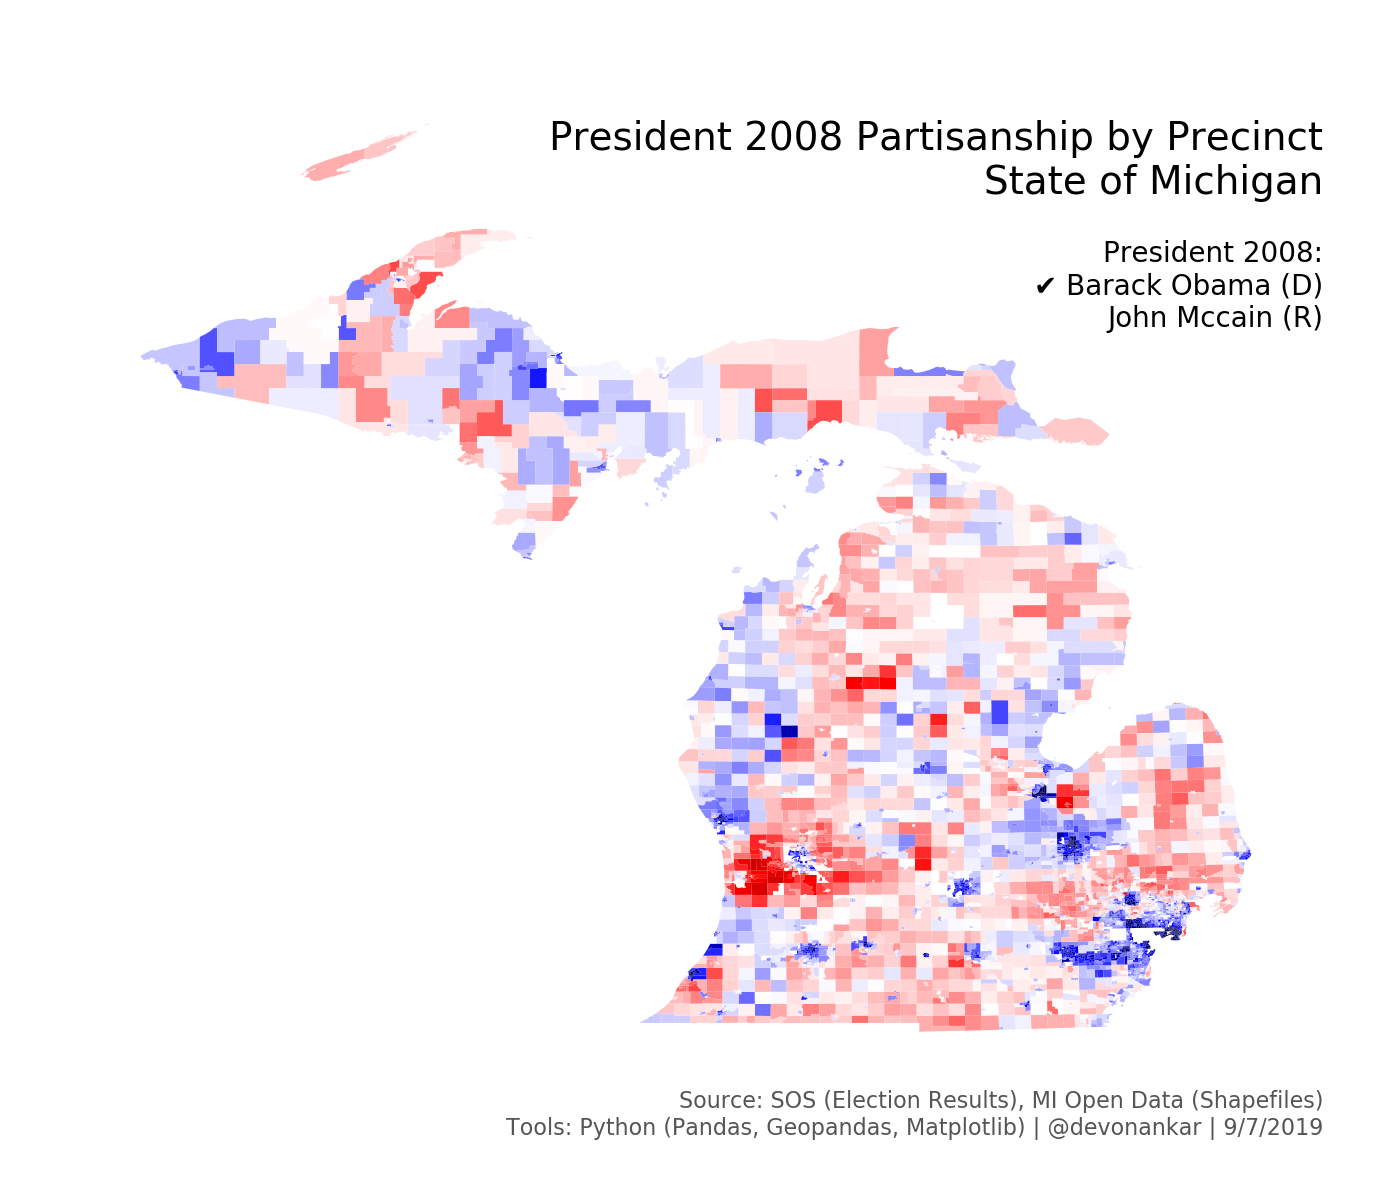 President 2008 Partisanship by Precinct
State of Michigan
President 2008:
✔ Barack Obama (D)
John Mccain (R)
Source: SOS (Election Results), MI Open Data (Shapefiles)
Tools: Python (Pandas, Geopandas, Matplotlib) | @devonankar | 9/7/2019